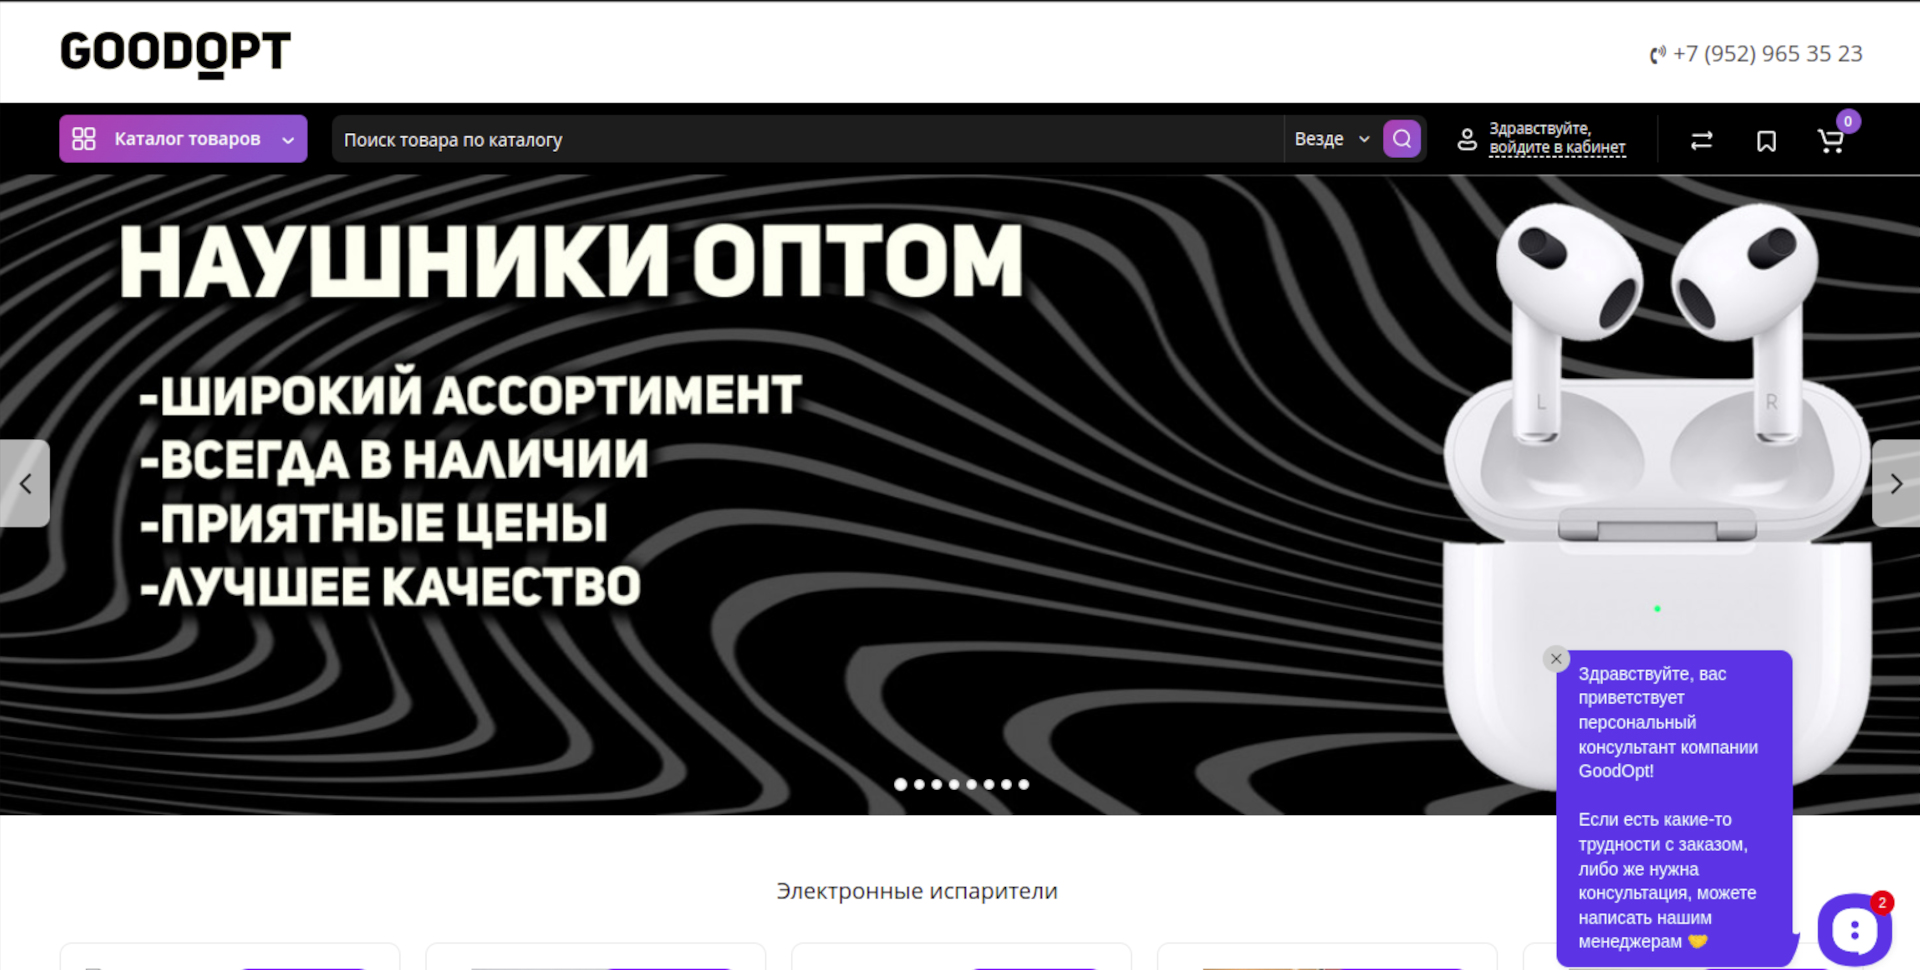 GOODOPT
+7 (952) 965 35 23
Каталог товаров
Поиск товара по каталогу
Везде
Здравствуйте,
войдите в кабинет
0
НАУШНИКИ ОПТОМ
-ШИРОКИЙ АССОРТИМЕНТ
-ВСЕГДА В НАЛИЧИИ
-ПРИЯТНЫЕ ЦЕНЫ
-ЛУЧШЕЕ КАЧЕСТВО
L
R
Здравствуйте, вас
приветствует
персональный
консультант компании
GoodOpt!
Если есть какие-то
трудности с заказом,
либо же нужна
консультация, можете
написать нашим
менеджерам 🤝
2
Электронные испарители